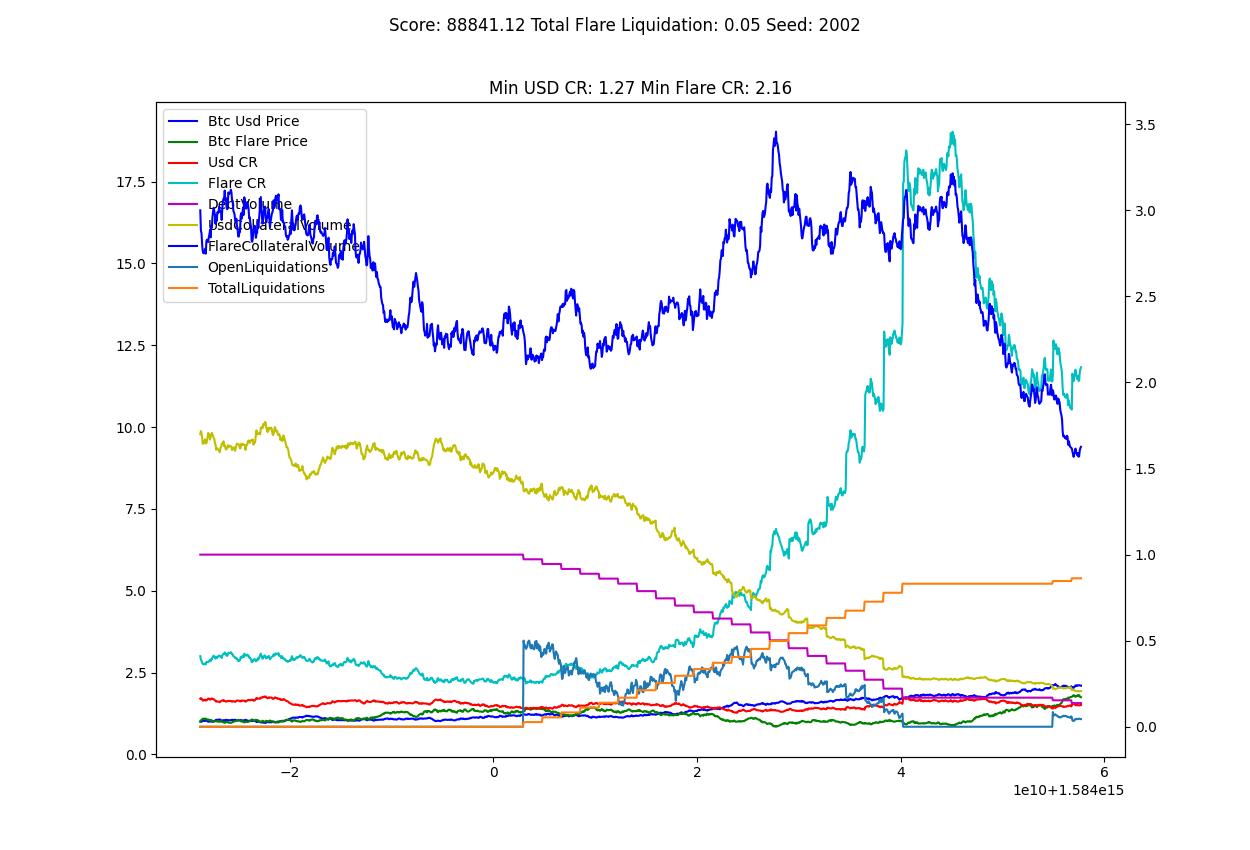 Score: 88841.12 Total Flare Liquidation: 0.05 Seed: 2002
Min USD CR: 1.27 Min Flare CR: 2.16
Btc Usd Price
Btc Flare Price
Usd CR
Flare CR
DebtVolume
UsdCollateralVolume
FlareCollateralVolume
OpenLiquidations
TotalLiquidations
17.5
15.0
12.5
10.0
7.5
5.0
2.5
0.0
3.5
3.0
2.5
2.0
1.5
1.0
0.5
0.0
−2
0
2
4
6
1e10+1.584e15